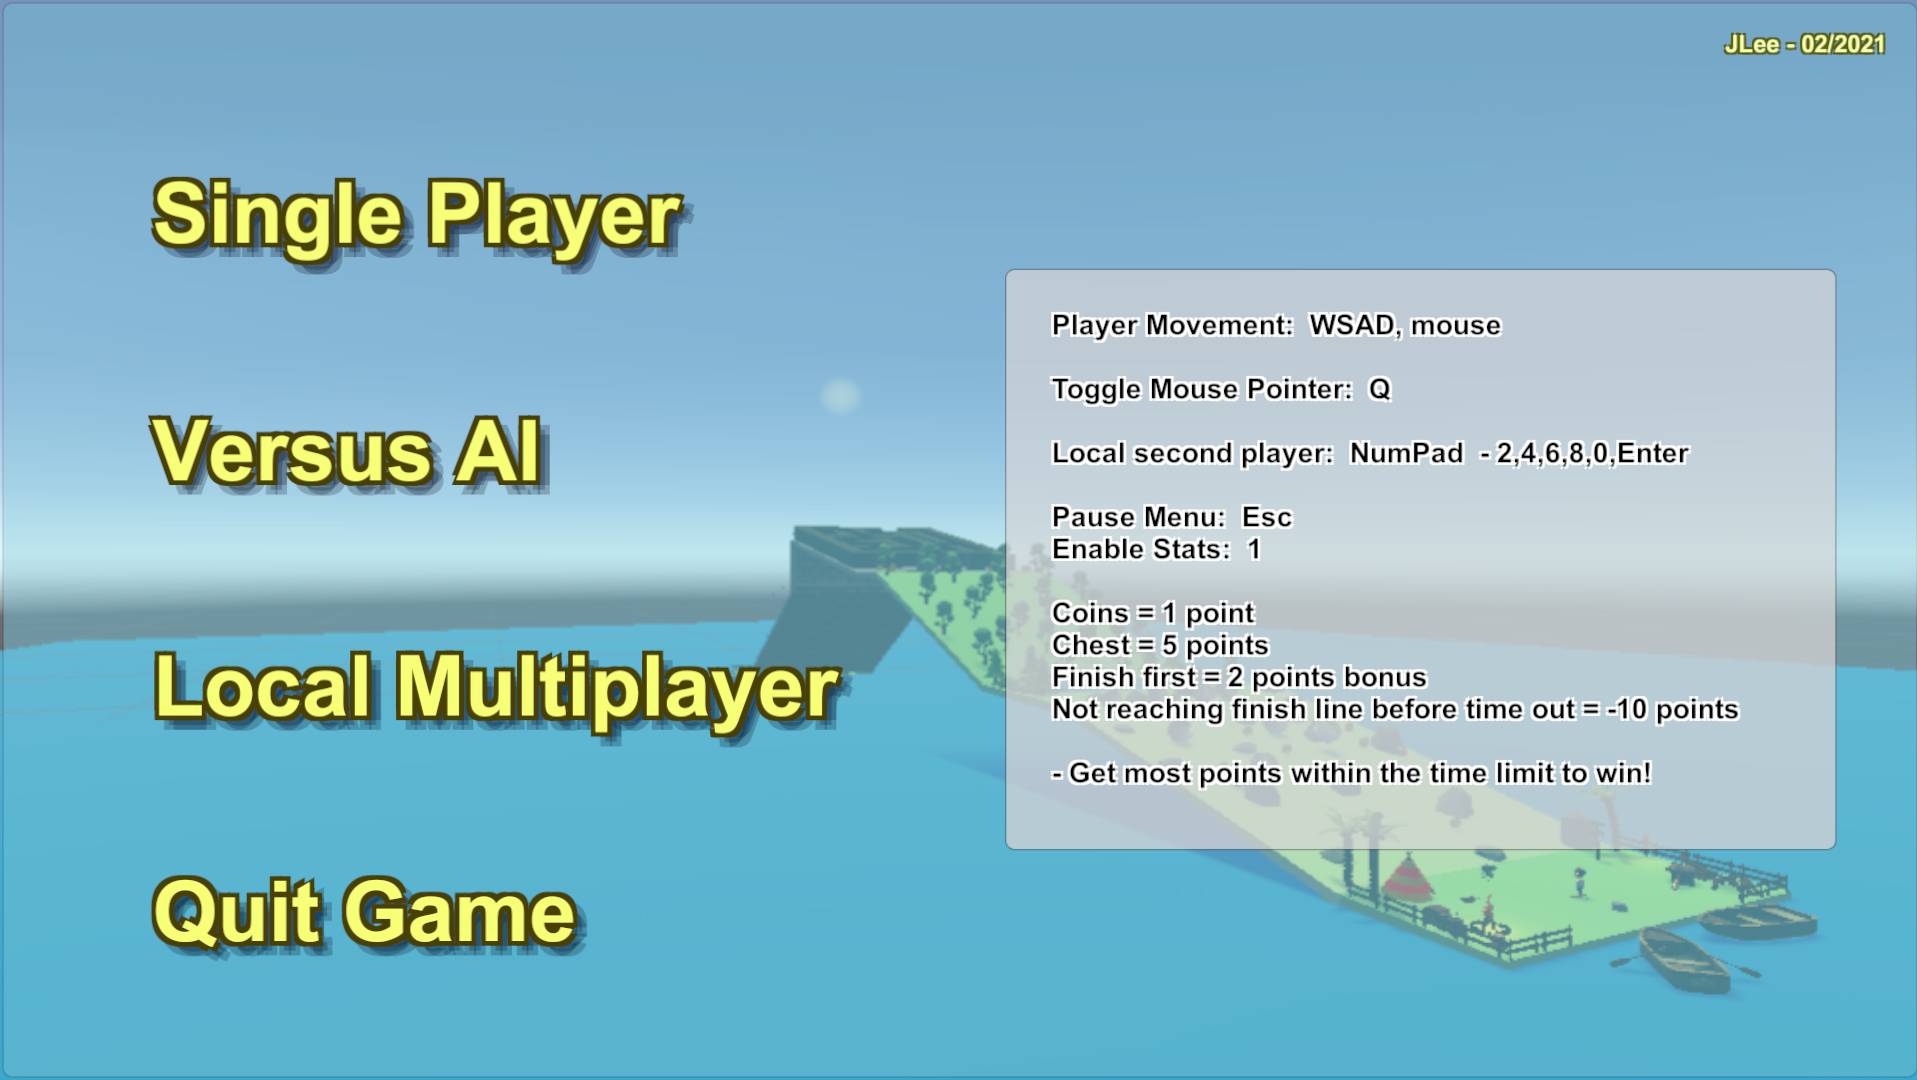 JLee - 02/2021
Single Player
Versus AI
Local Multiplayer
Quit Game
Player Movement:  WSAD, mouse
Toggle Mouse Pointer:  Q
Local second player:  NumPad  - 2,4,6,8,0,Enter
Pause Menu:  Esc
Enable Stats:  1
Coins = 1 point
Chest = 5 points
Finish first = 2 points bonus
Not reaching finish line before time out = -10 points
- Get most points within the time limit to win!